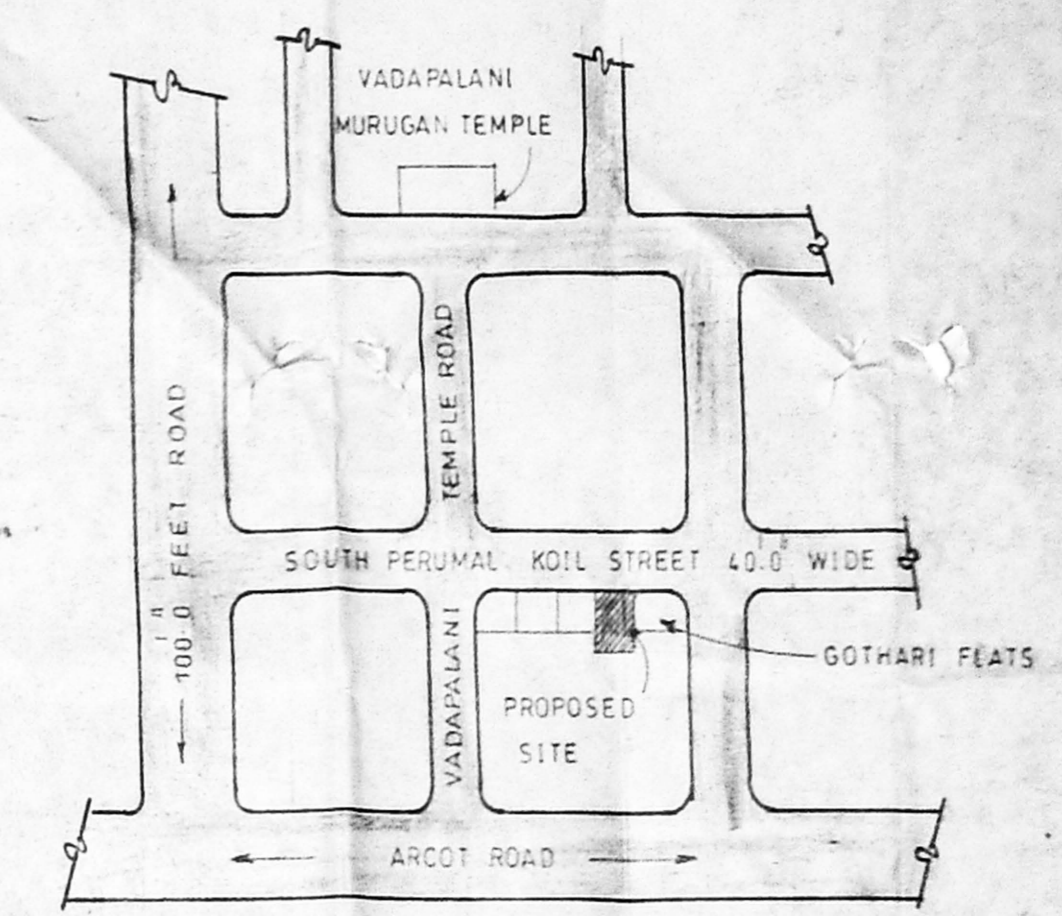 VADAPALANI
MURUGAN TEMPLE
TEMPLE ROAD
100'-0" FEET ROAD
SOUTH PERUMAL KOIL STREET 40'.0" WIDE
GOTHARI FLATS
VADAPALANI
PROPOSED
SITE
ARCOT ROAD